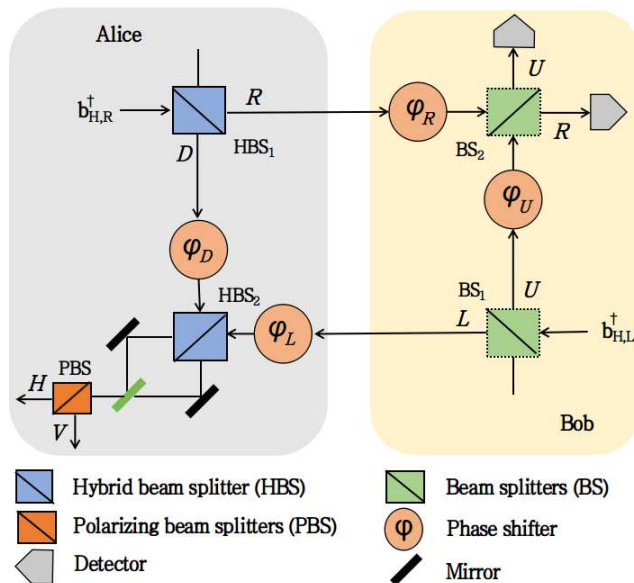 Alice
U
b†H,R
R
φR
R
HBS1
D
BS2
φD
φU
HBS2
BS1
U
φL
L
b†H,L
PBS
H
V
Bob
Hybrid beam splitter (HBS)
Beam splitters (BS)
Polarizing beam splitters (PBS)
φ Phase shifter
Detector
Mirror